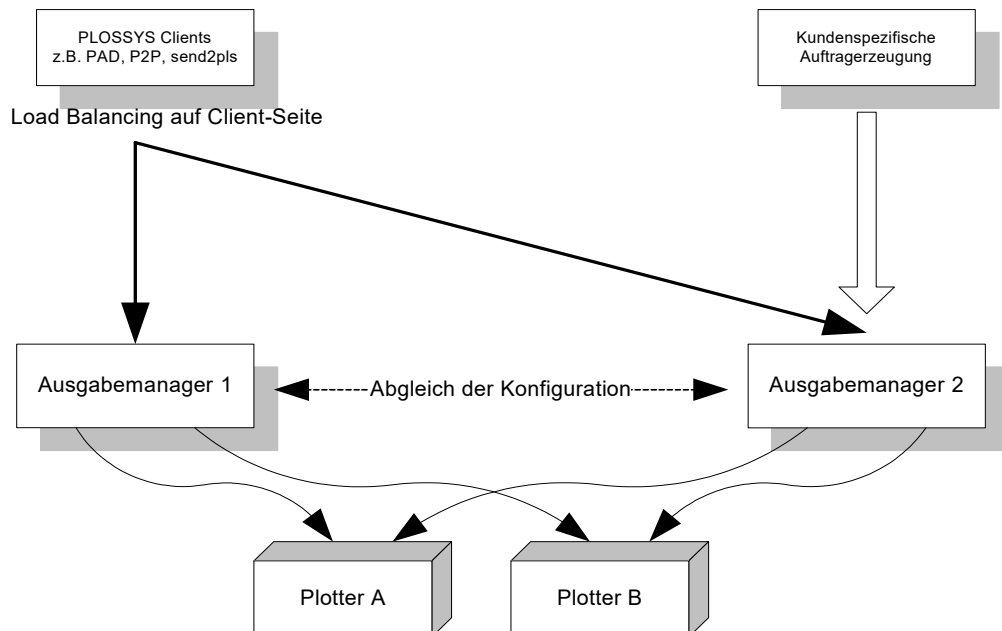 PLOSSYS Clients
z.B. PAD, P2P, send2pls
Kundenspezifische
Auftragerzeugung
Load Balancing auf Client-Seite
Ausgabemanager 1
Abgleich der Konfiguration
Ausgabemanager 2
Plotter A
Plotter B